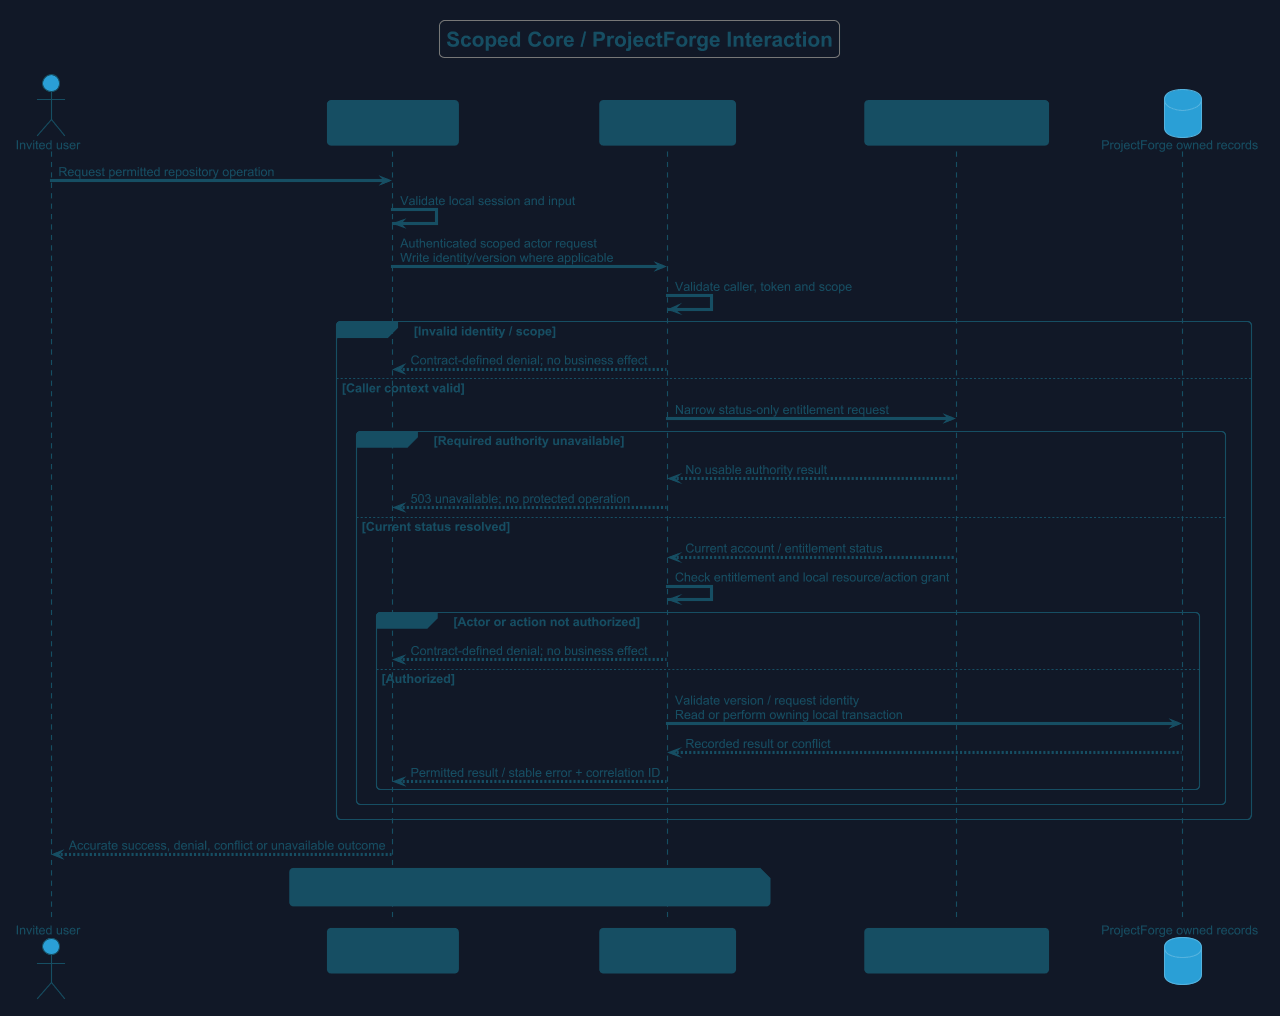 Scoped Core / ProjectForge Interaction
Invited user
ProjectForge owned records
Request permitted repository operation
Validate local session and input
Authenticated scoped actor request
Write identity/version where applicable
Validate caller, token and scope
[Invalid identity / scope]
Contract-defined denial; no business effect
[Caller context valid]
Narrow status-only entitlement request
[Required authority unavailable]
No usable authority result
503 unavailable; no protected operation
[Current status resolved]
Current account / entitlement status
Check entitlement and local resource/action grant
[Actor or action not authorized]
Contract-defined denial; no business effect
[Authorized]
Validate version / request identity
Read or perform owning local transaction
Recorded result or conflict
Permitted result / stable error + correlation ID
Accurate success, denial, conflict or unavailable outcome
Invited user
ProjectForge owned records